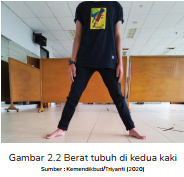 Gambar 2.2 Berat tubuh di kedua kaki
Sumber : Kemendikbud/Triyanti (2020)